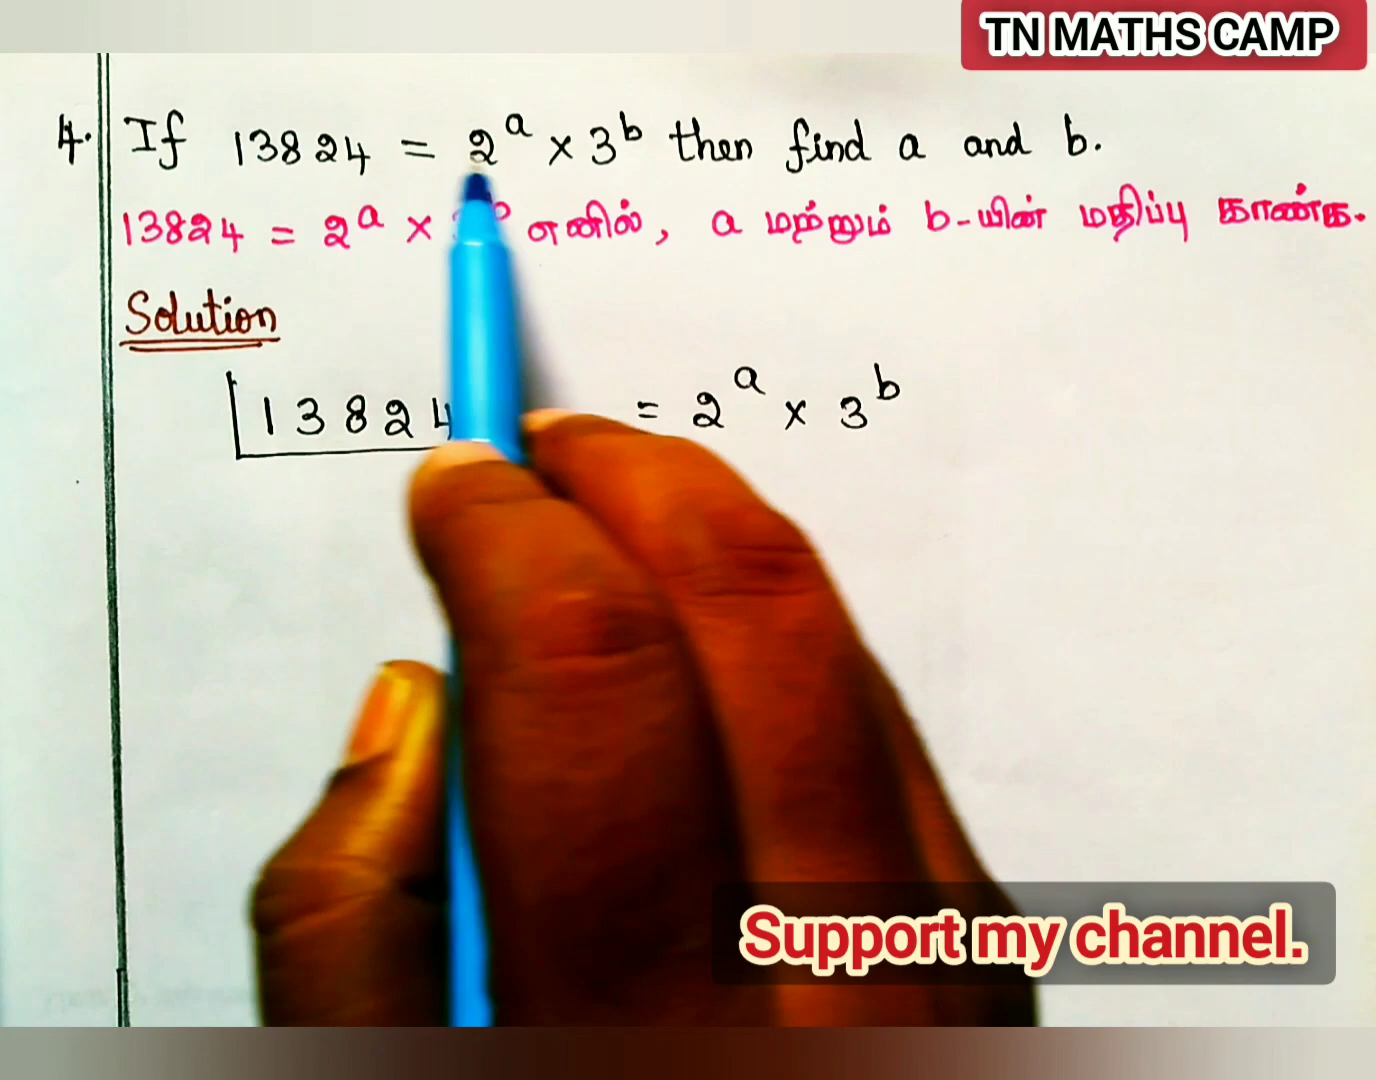 TN MATHS CAMP
4. If 13824 = 2^a × 3^b then find a and b.
13824 = 2^a × எனில், a மற்றும் b-யின் மதிப்பு காண்க.
Solution
13824 = 2^a × 3^b
Support my channel.